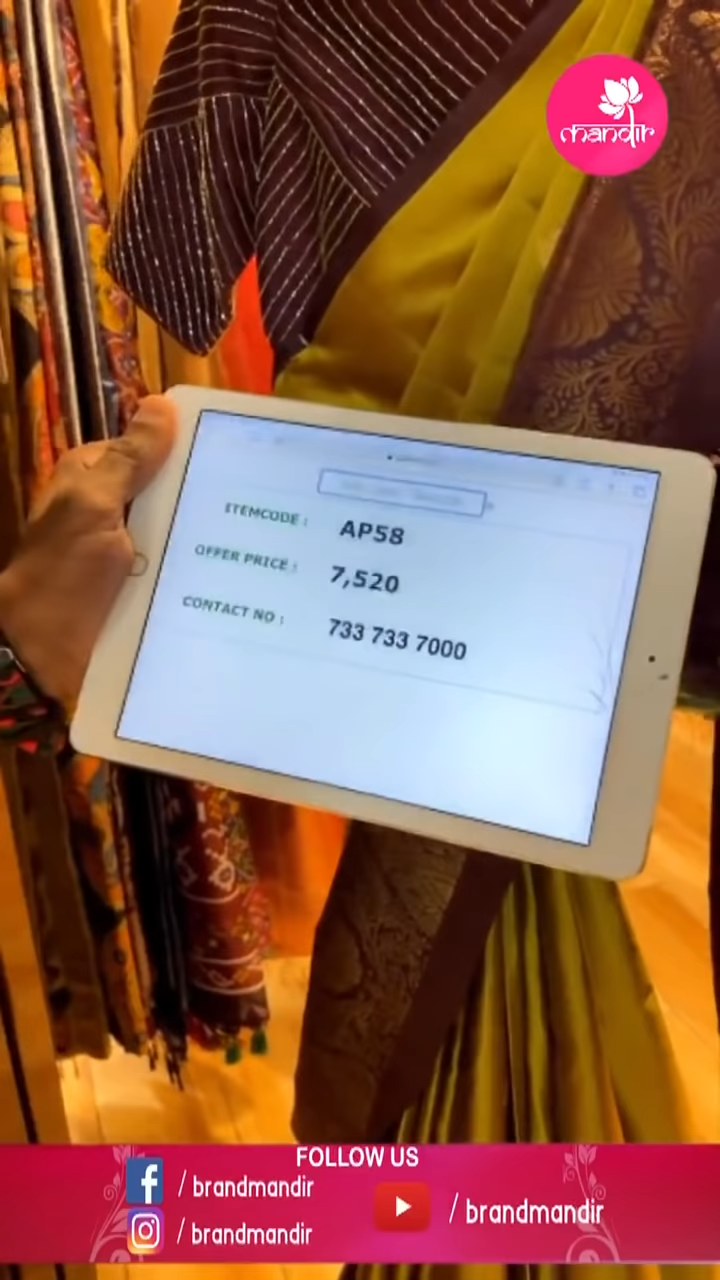 mandir
ITEMCODE : AP58
OFFER PRICE : 7,520
CONTACT NO : 733 733 7000
FOLLOW US
/ brandmandir
/ brandmandir
/ brandmandir